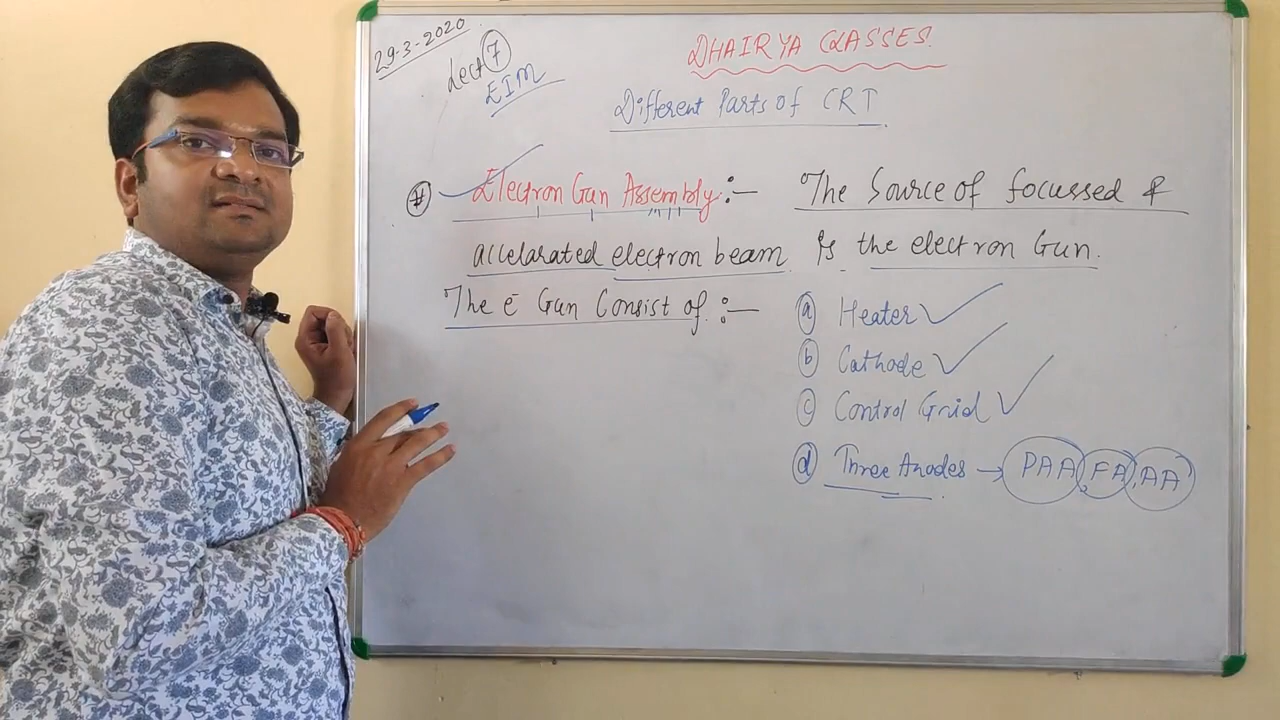 29-3-2020
Lect 7
EIM
DHAIRYA CLASSES.
Different Parts of CRT
# Electron Gun Assembly :- The Source of focussed &
accelarated electron beam is the electron Gun.
The e⁻ Gun Consist of :- (a) Heater ✓
(b) Cathode ✓
(c) Control Grid ✓
(d) Three Anodes → PAA, FA, AA